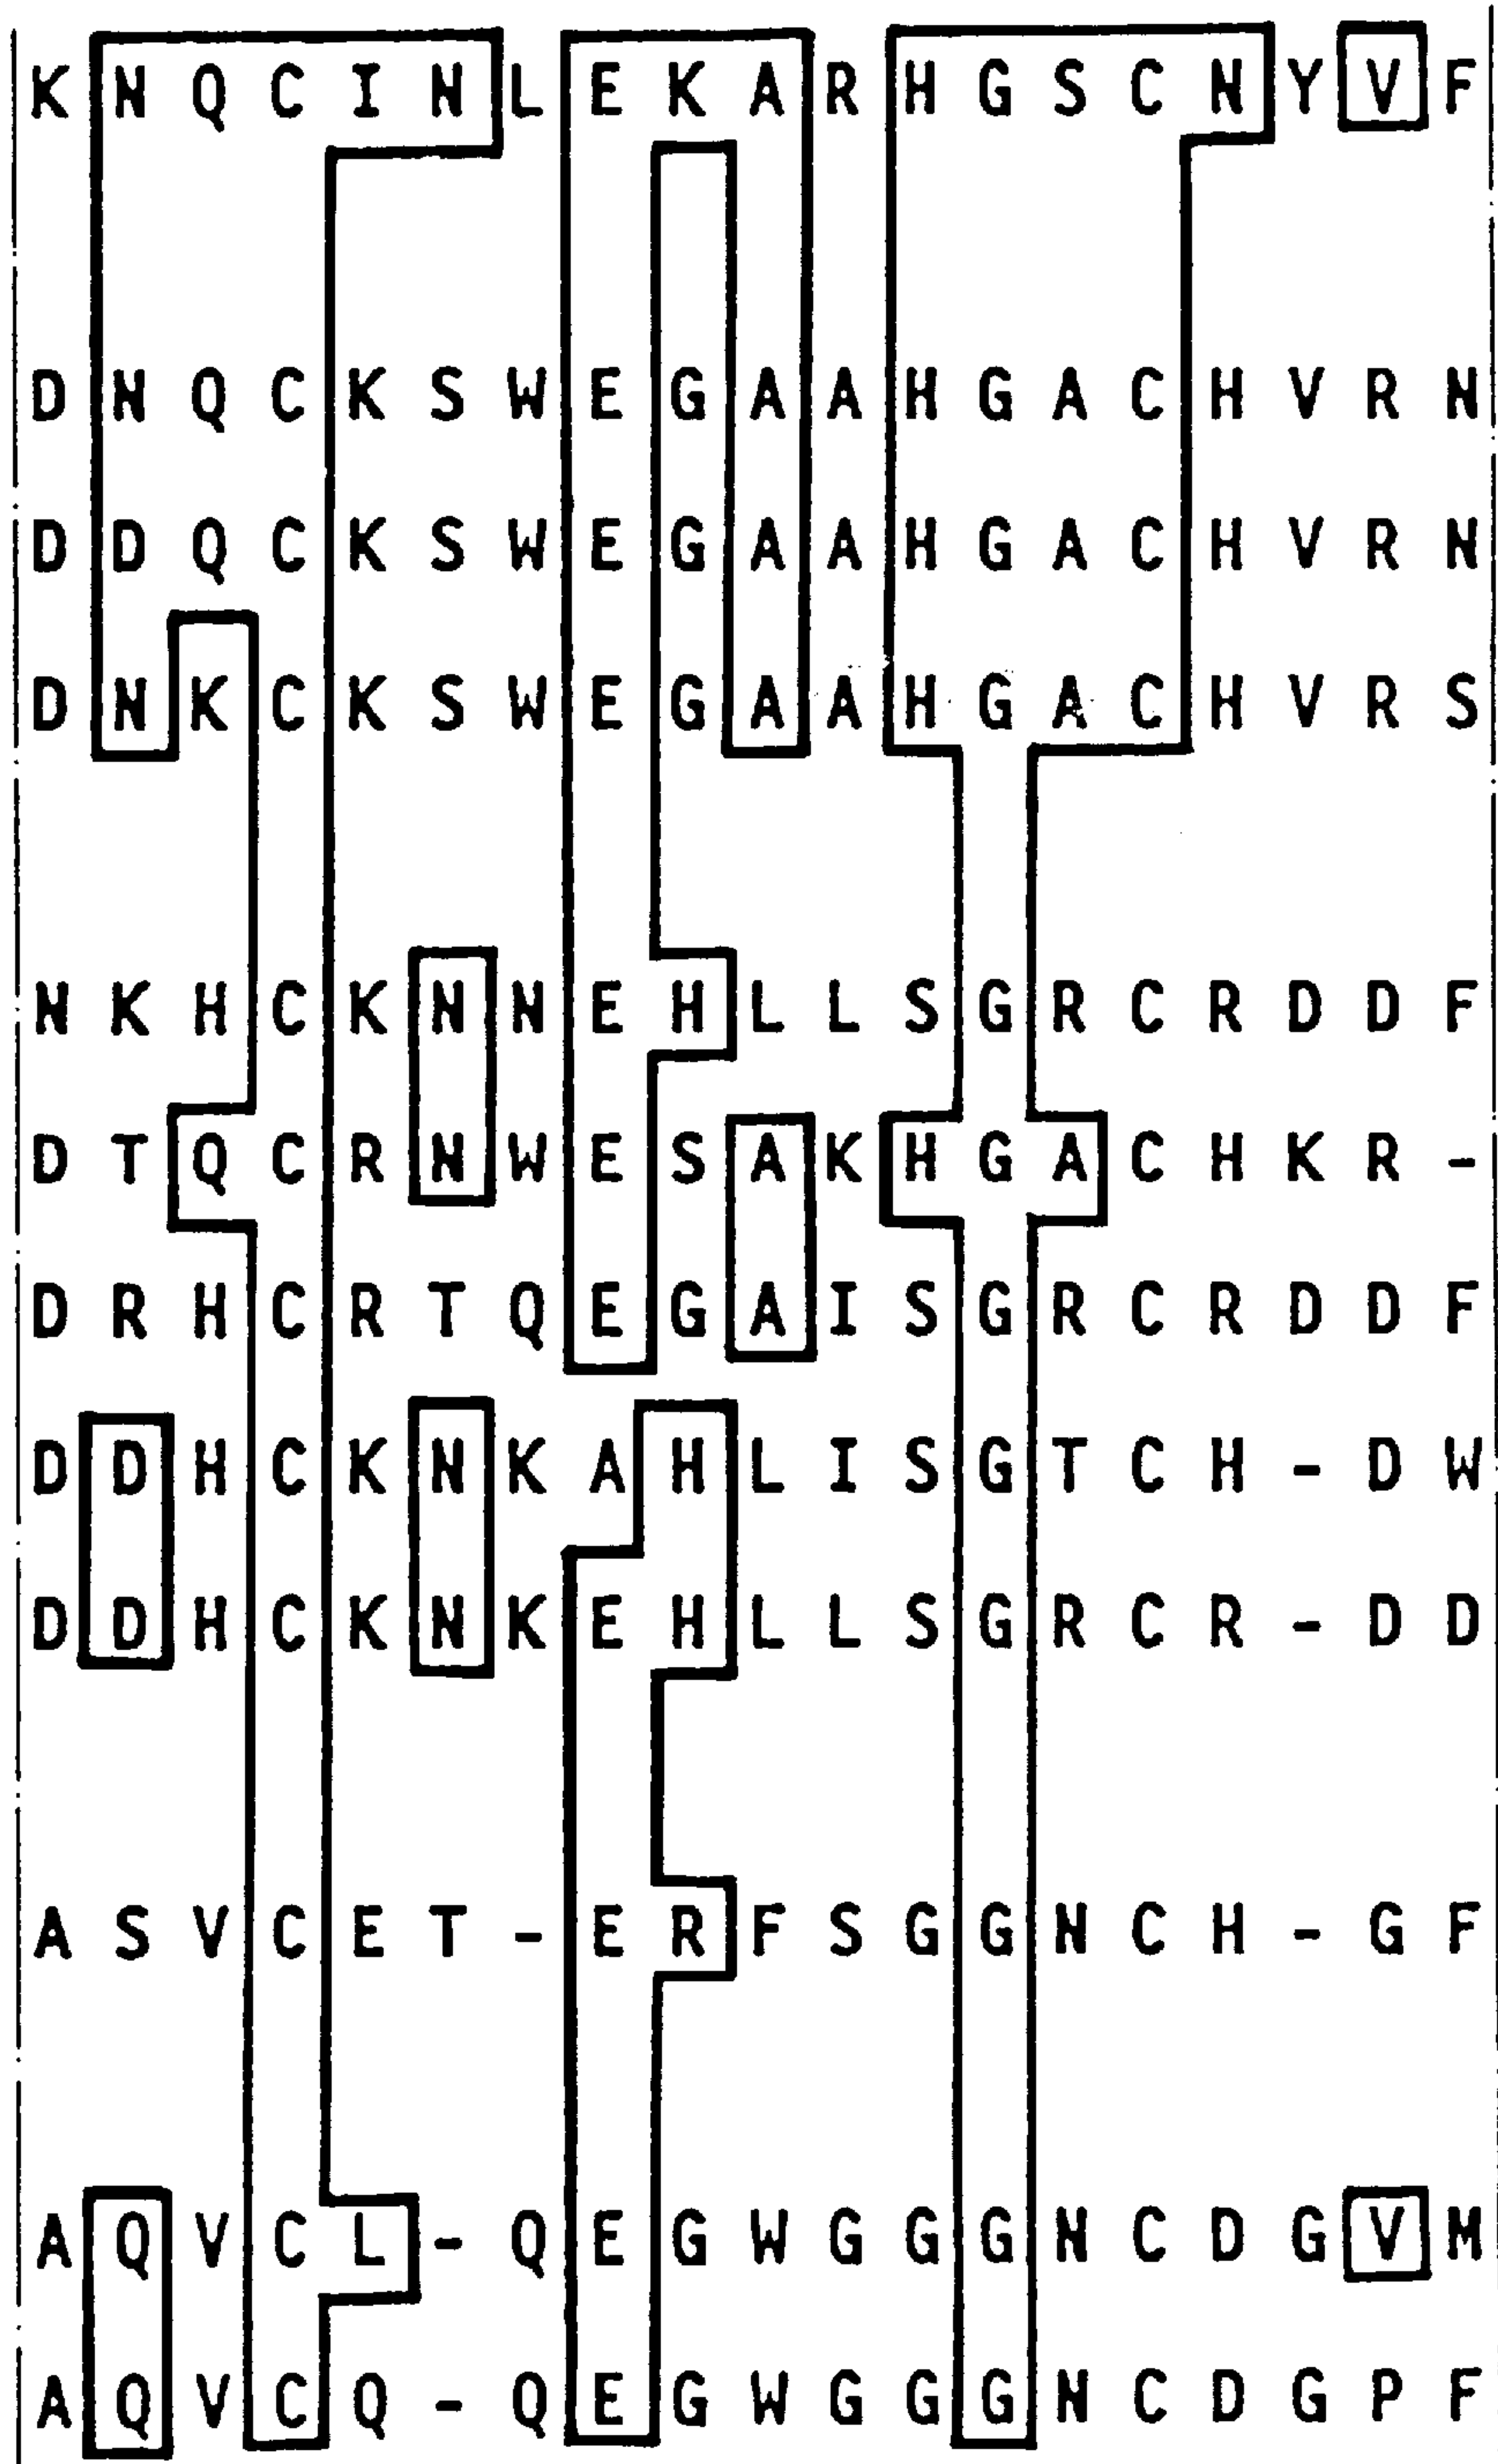 K N Q C I N L E K A R H G S C N Y V F
D N Q C K S W E G A A H G A C H V R N
D D Q C K S W E G A A H G A C H V R N
D N K C K S W E G A A H G A C H V R S
N K H C K N N E H L L S G R C R D D F
D T Q C R N W E S A K H G A C H K R -
D R H C R T Q E G A I S G R C R D D F
D D H C K N K A H L I S G T C H - D W
D D H C K N K E H L L S G R C R - D D
A S V C E T - E R F S G G N C H - G F
A Q V C L - Q E G W G G G N C D G V M
A Q V C Q - Q E G W G G G N C D G P F